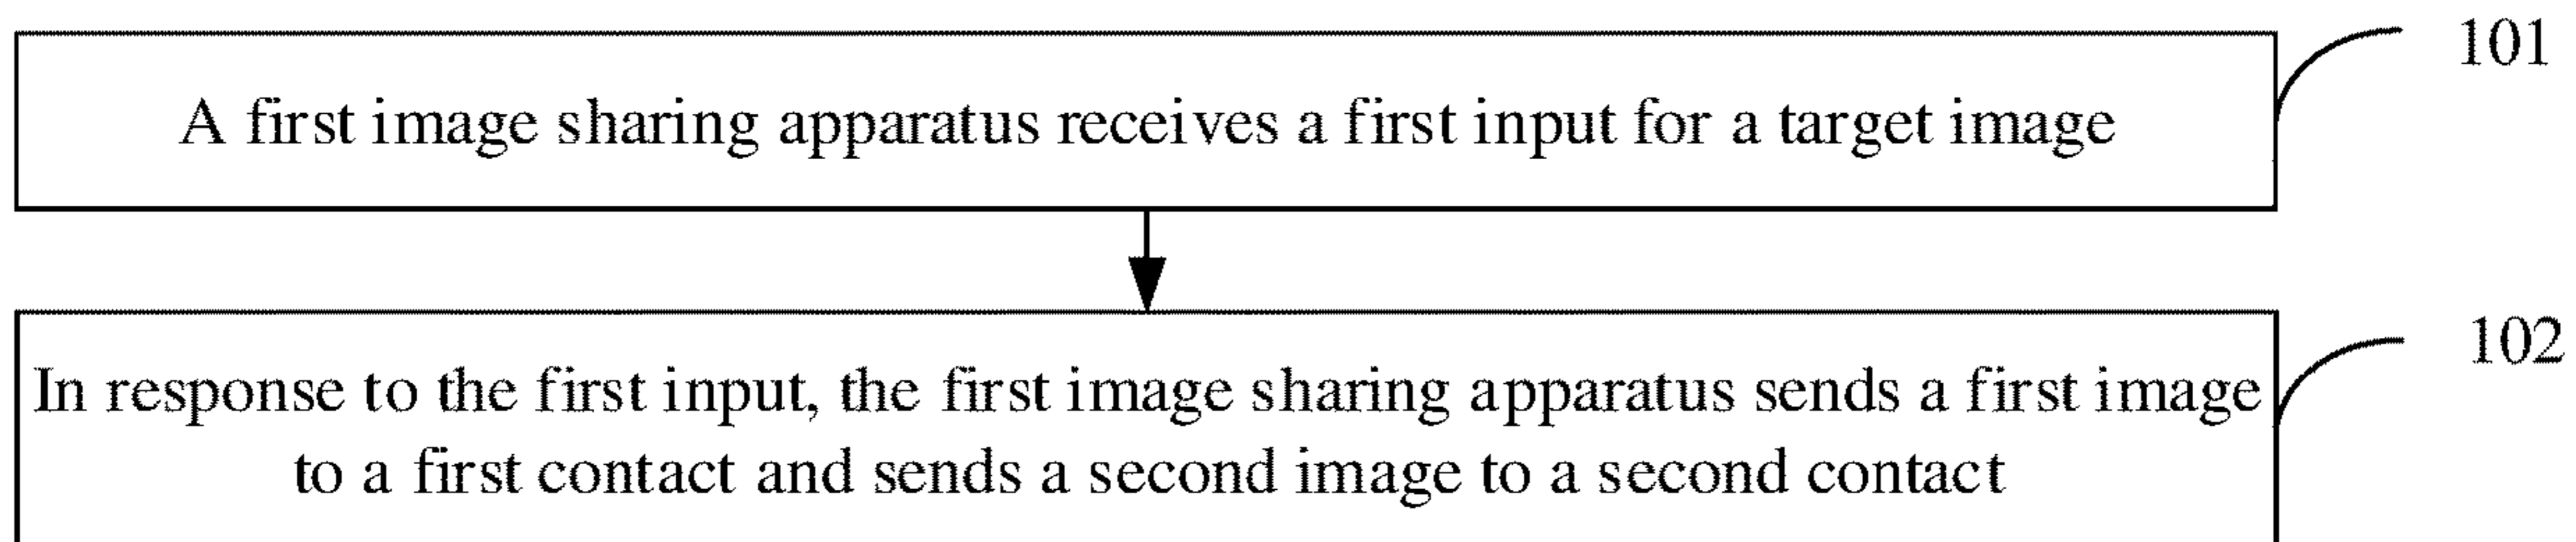 101
A first image sharing apparatus receives a first input for a target image
102
In response to the first input, the first image sharing apparatus sends a first image
to a first contact and sends a second image to a second contact